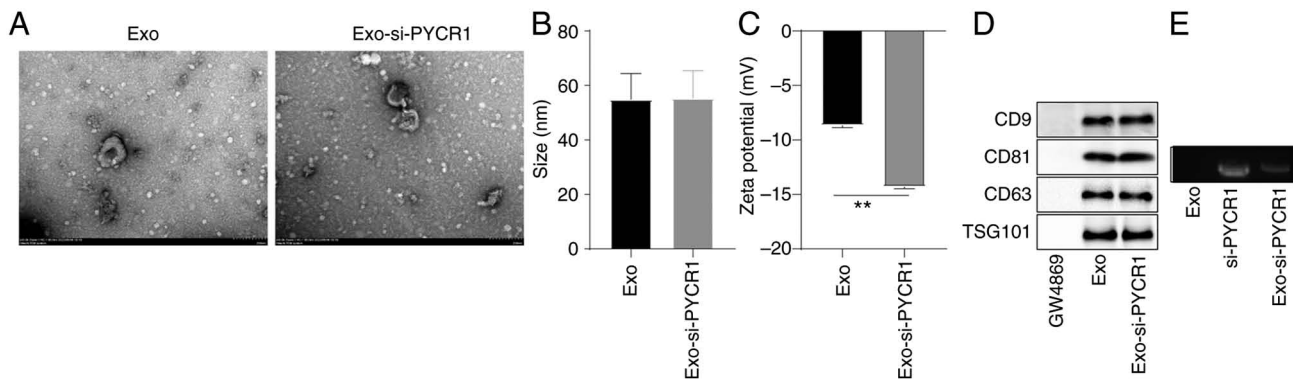 A
Exo
Exo-si-PYCR1
B
Size (nm)
80
60
40
20
0
Exo
Exo-si-PYCR1
C
Zeta potential (mV)
0
−5
−10
−15
−20
**
Exo
Exo-si-PYCR1
D
CD9
CD81
CD63
TSG101
GW4869
Exo
Exo-si-PYCR1
E
Exo
si-PYCR1
Exo-si-PYCR1